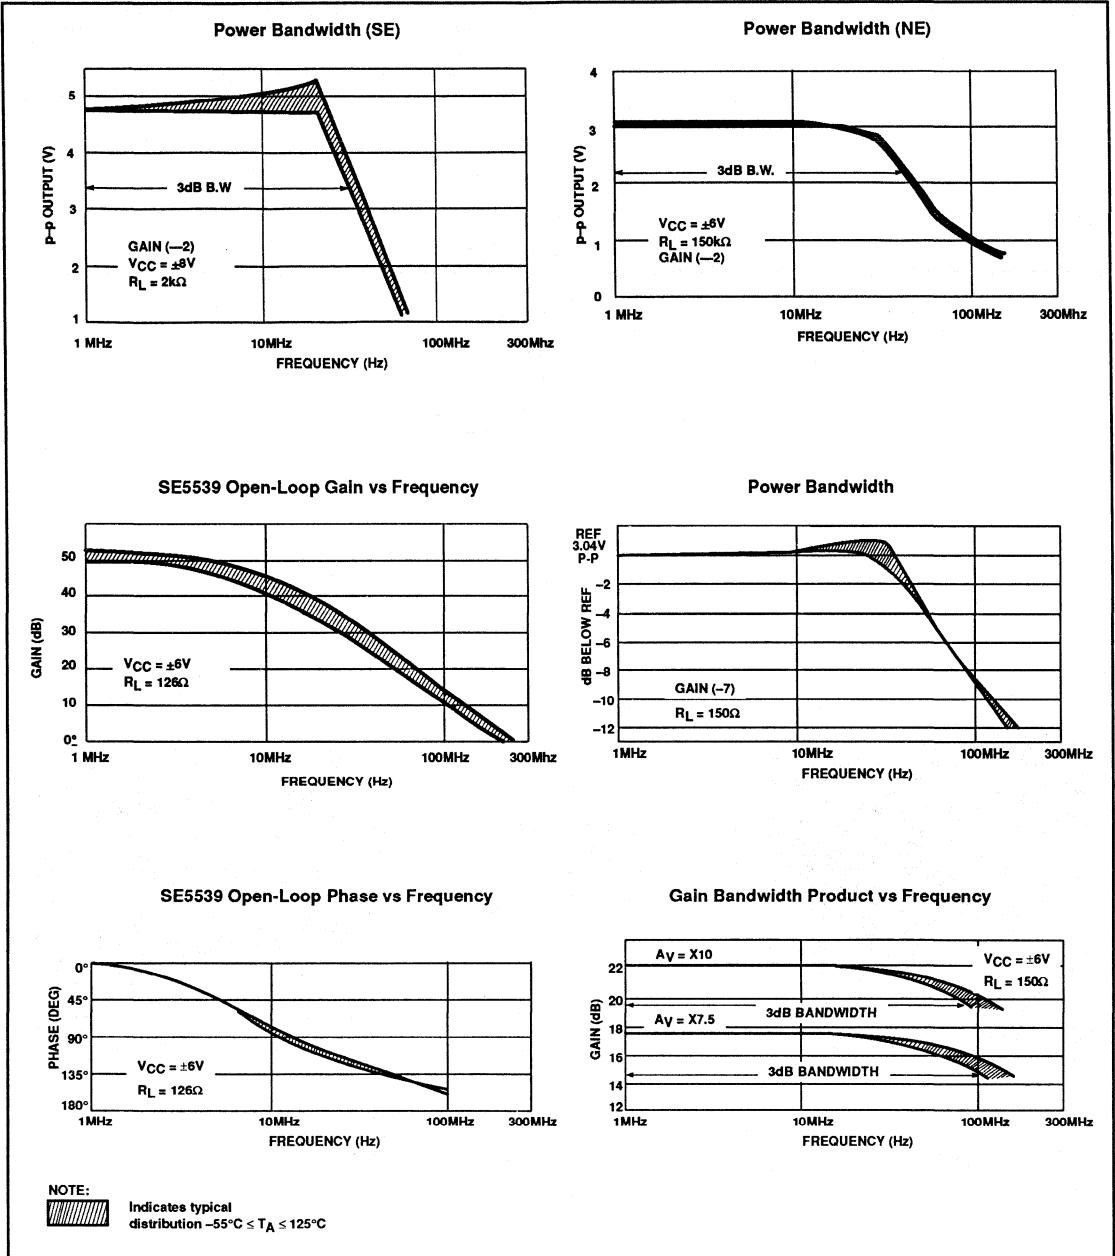 Power Bandwidth (SE)
5
4
3
2
1
p–p OUTPUT (V)
3dB B.W
GAIN (—2)
VCC = ±8V
RL = 2kΩ
1 MHz
10MHz
100MHz
300Mhz
FREQUENCY (Hz)
Power Bandwidth (NE)
4
3
2
1
0
p–p OUTPUT (V)
3dB B.W.
VCC = ±6V
RL = 150kΩ
GAIN (—2)
1 MHz
10MHz
100MHz
300Mhz
FREQUENCY (Hz)
SE5539 Open-Loop Gain vs Frequency
50
40
30
20
10
0°
GAIN (dB)
VCC = ±6V
RL = 126Ω
1 MHz
10MHz
100MHz
300Mhz
FREQUENCY (Hz)
Power Bandwidth
REF
3.04V
P-P
–2
–4
–6
–8
–10
–12
dB BELOW REF
GAIN (–7)
RL = 150Ω
1MHz
10MHz
100MHz
300MHz
FREQUENCY (Hz)
SE5539 Open-Loop Phase vs Frequency
0°
45°
90°
135°
180°
PHASE (DEG)
VCC = ±6V
RL = 126Ω
1MHz
10MHz
100MHz
300MHz
FREQUENCY (Hz)
Gain Bandwidth Product vs Frequency
22
20
18
16
14
12
GAIN (dB)
AV = X10
VCC = ±6V
RL = 150Ω
3dB BANDWIDTH
AV = X7.5
3dB BANDWIDTH
1MHz
10MHz
100MHz
300MHz
FREQUENCY (Hz)
NOTE:
Indicates typical
distribution –55°C ≤ TA ≤ 125°C